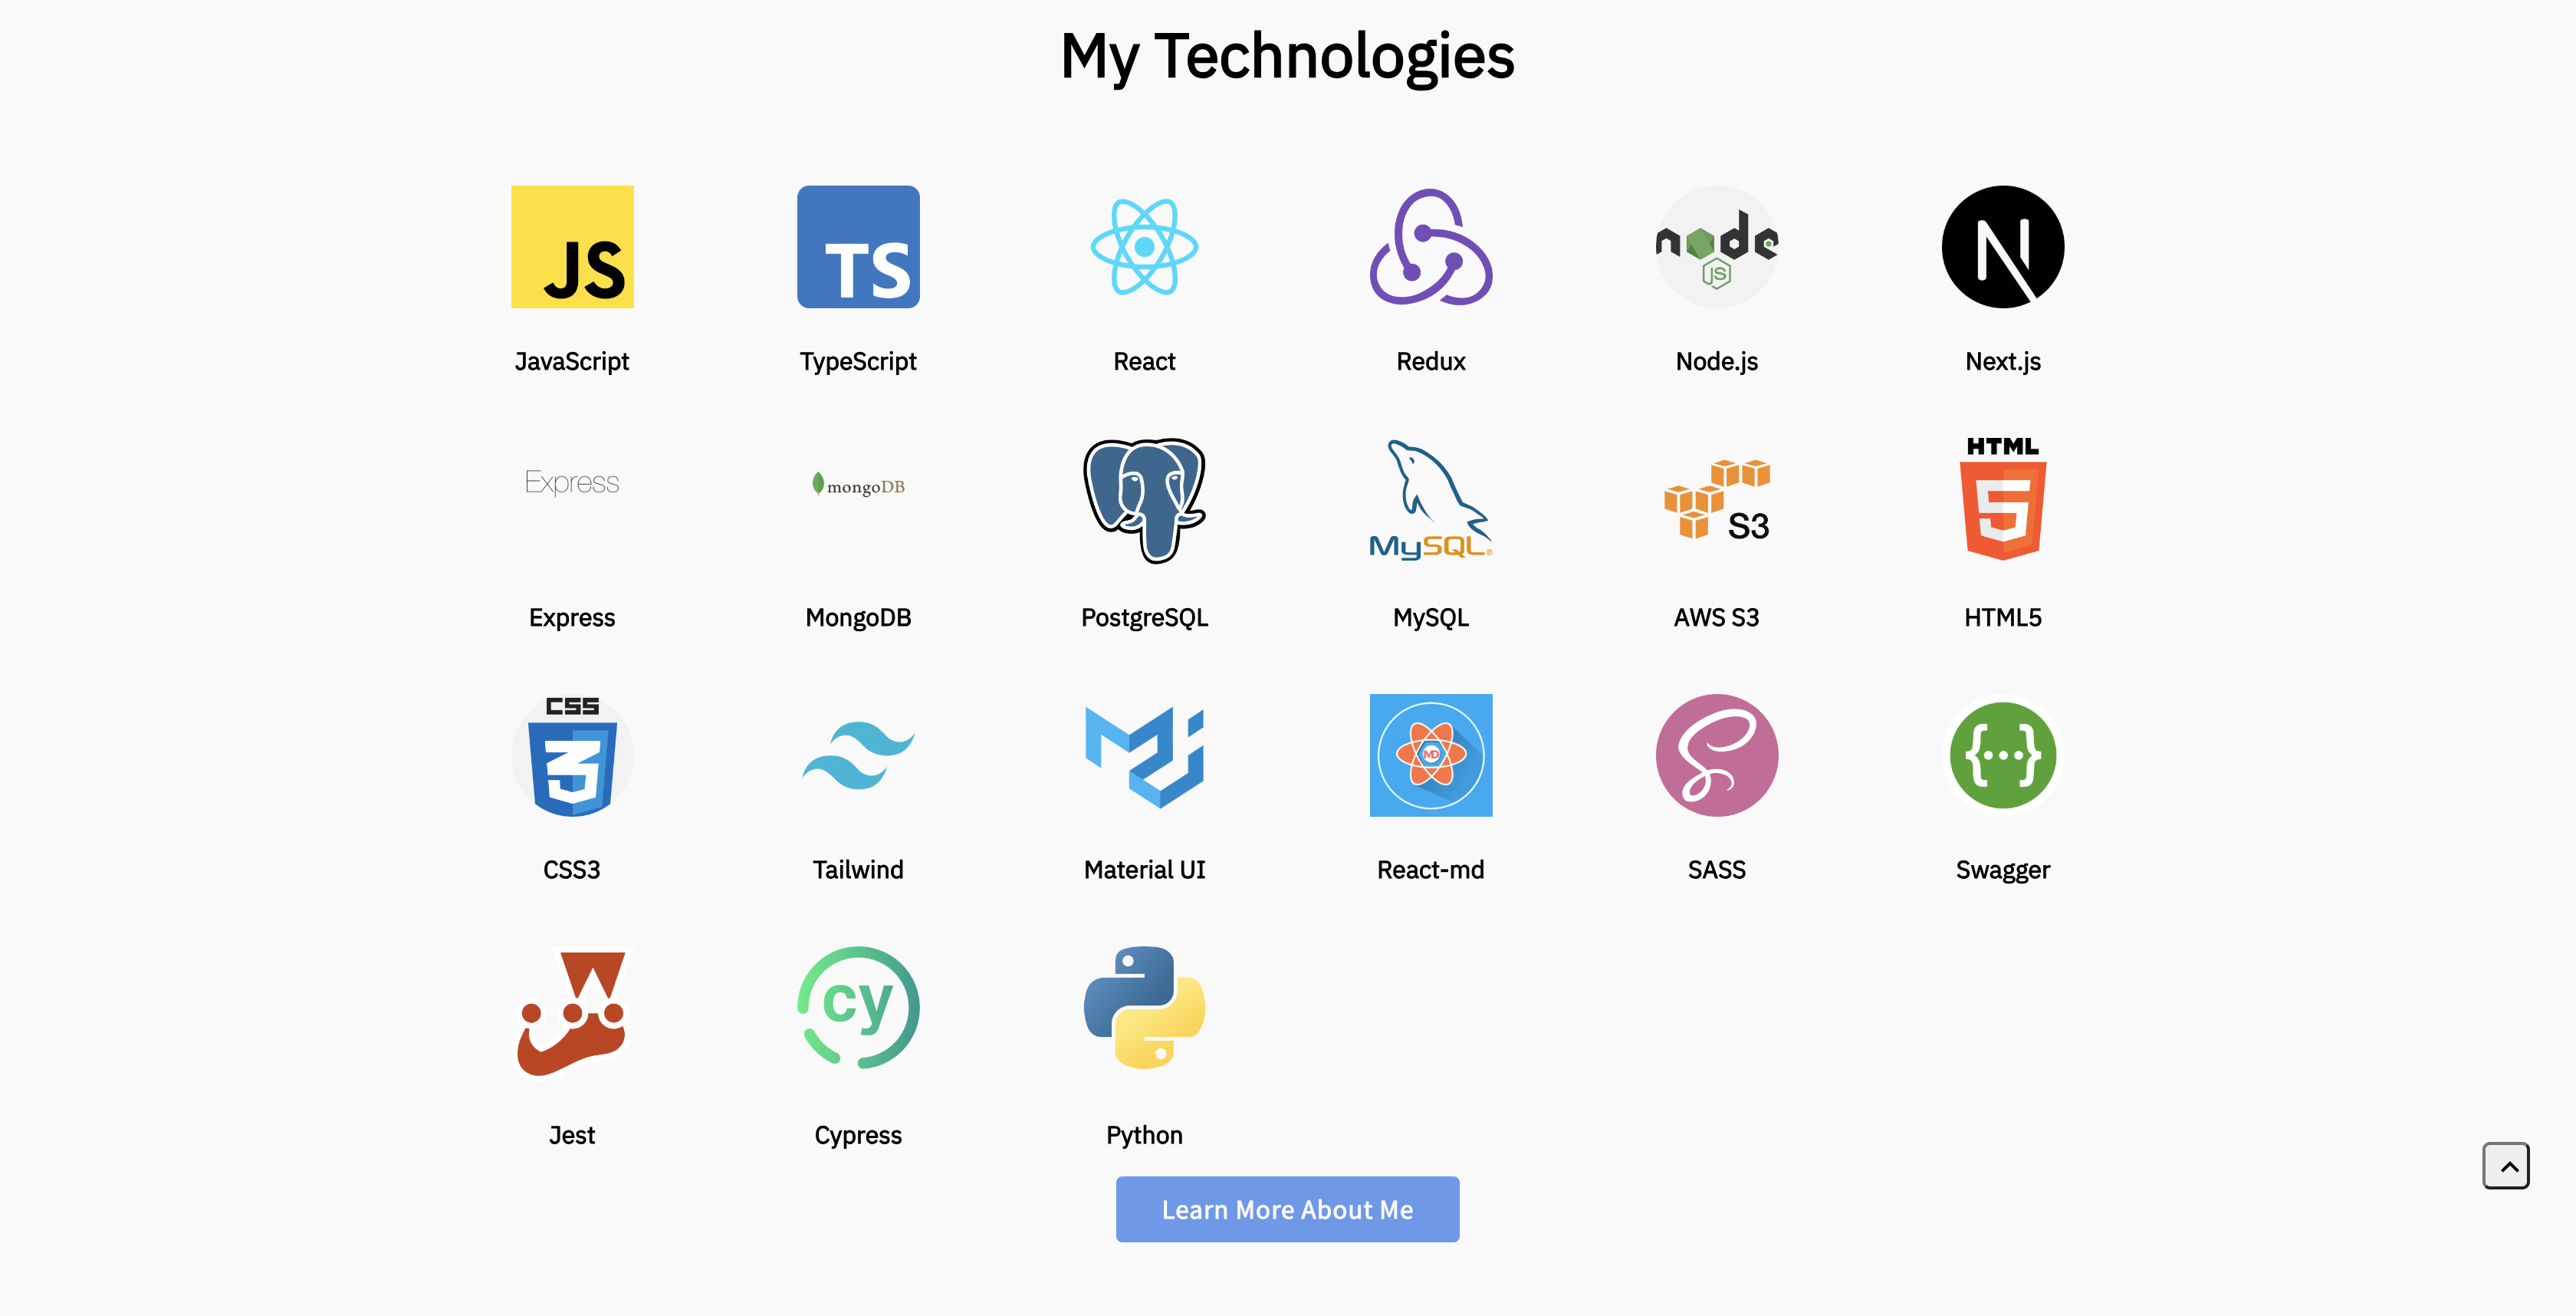 My Technologies
JS
TS
node
JS
N
JavaScript
TypeScript
React
Redux
Node.js
Next.js
Express
mongoDB
MySQL®
S3
HTML
5
Express
MongoDB
PostgreSQL
MySQL
AWS S3
HTML5
CSS
3
MD
{···}
CSS3
Tailwind
Material UI
React-md
SASS
Swagger
cy
Jest
Cypress
Python
Learn More About Me